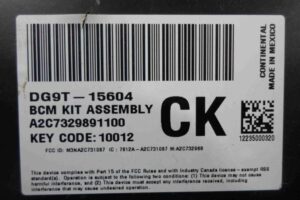 CONTINENTAL
MADE IN MEXICO
DG9T-15604
BCM KIT ASSEMBLY
A2C7329891100
KEY CODE: 10012
CK
12235000320
FCC ID: M3NA2C731087 IC: 7812A-
This device complies with Part 15 of the FCC Rules and with Industry Canada license - exempt RSS
standard(s). Operation is subject to the following two conditions: (1) This device may not cause
harmful interference, and (2) This device must accept any interference received, including
interference that may cause undesired operation.